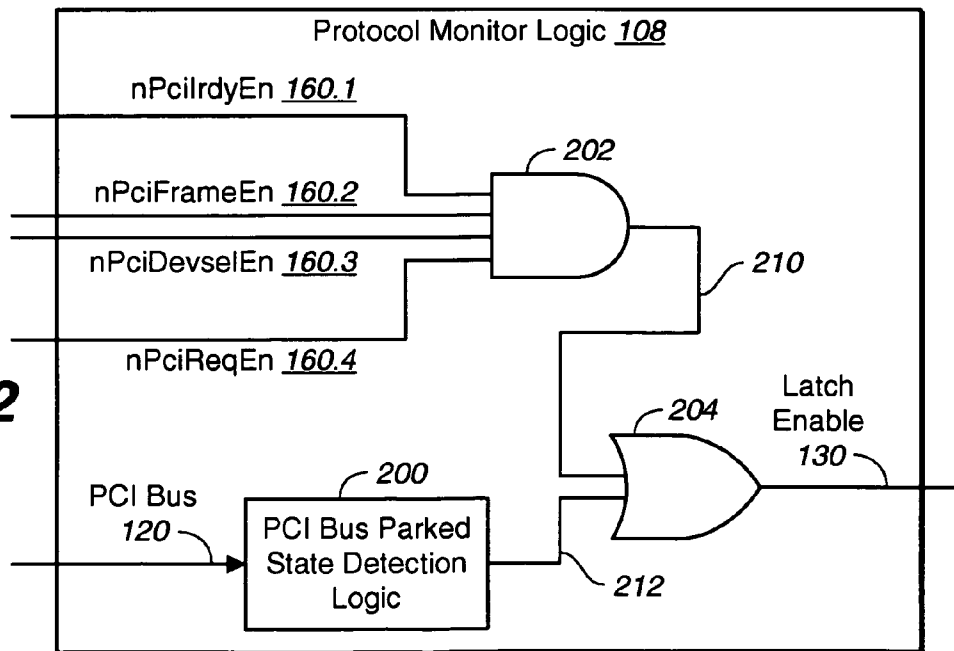 Protocol Monitor Logic 108
nPciIrdyEn 160.1
202
nPciFrameEn 160.2
nPciDevselEn 160.3
210
nPciReqEn 160.4
2
204
Latch
Enable
130
200
PCI Bus
120
PCI Bus Parked
State Detection
Logic
212